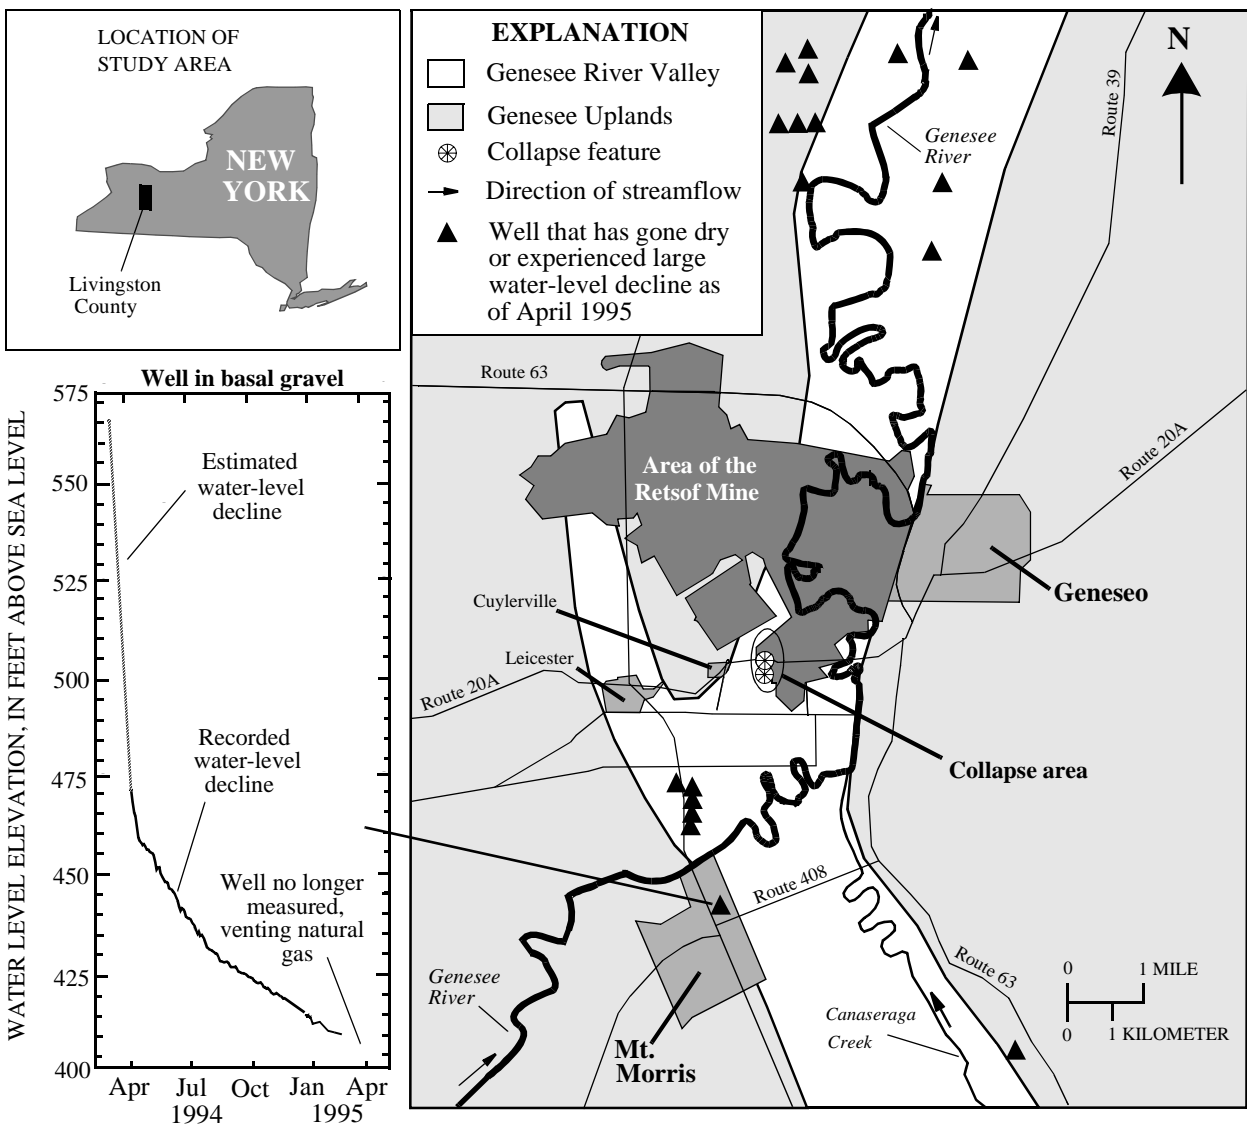 LOCATION OF
STUDY AREA
NEW
YORK
Livingston
County
EXPLANATION
Genesee River Valley
Genesee Uplands
Collapse feature
Direction of streamflow
Well that has gone dry
or experienced large
water-level decline as
of April 1995
N
Route 39
Genesee
River
Route 63
Route 20A
Area of the
Retsof Mine
Geneseo
Cuylerville
Leicester
Route 20A
Collapse area
Route 408
Route 63
Genesee
River
Mt.
Morris
Canaseraga
Creek
0 1 MILE
0 1 KILOMETER
Well in basal gravel
WATER LEVEL ELEVATION, IN FEET ABOVE SEA LEVEL
575
550
525
500
475
450
425
400
Estimated
water-level
decline
Recorded
water-level
decline
Well no longer
measured,
venting natural
gas
Apr Jul Oct Jan Apr
1994 1995